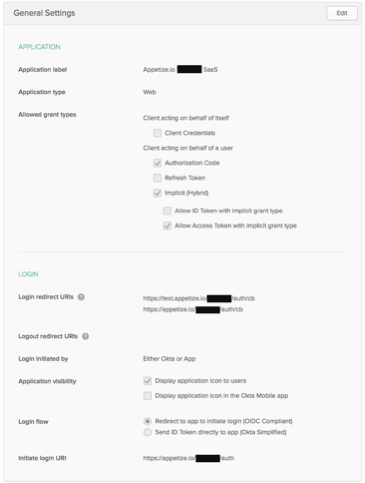 General Settings
Edit
APPLICATION
Application label
Appetize.io SaaS
Application type
Web
Allowed grant types
Client acting on behalf of itself
Client Credentials
Client acting on behalf of a user
Authorization Code
Refresh Token
Implicit (Hybrid)
Allow ID Token with implicit grant type
Allow Access Token with implicit grant type
LOGIN
Login redirect URIs ?
https://test.appetize.io/ /auth/cb
https://appetize.io/ /auth/cb
Logout redirect URIs ?
Login initiated by
Either Okta or App
Application visibility
Display application icon to users
Display application icon in the Okta Mobile app
Login flow
Redirect to app to initiate login (OIDC Compliant)
Send ID Token directly to app (Okta Simplified)
Initiate login URI
https://appetize.io/ /auth